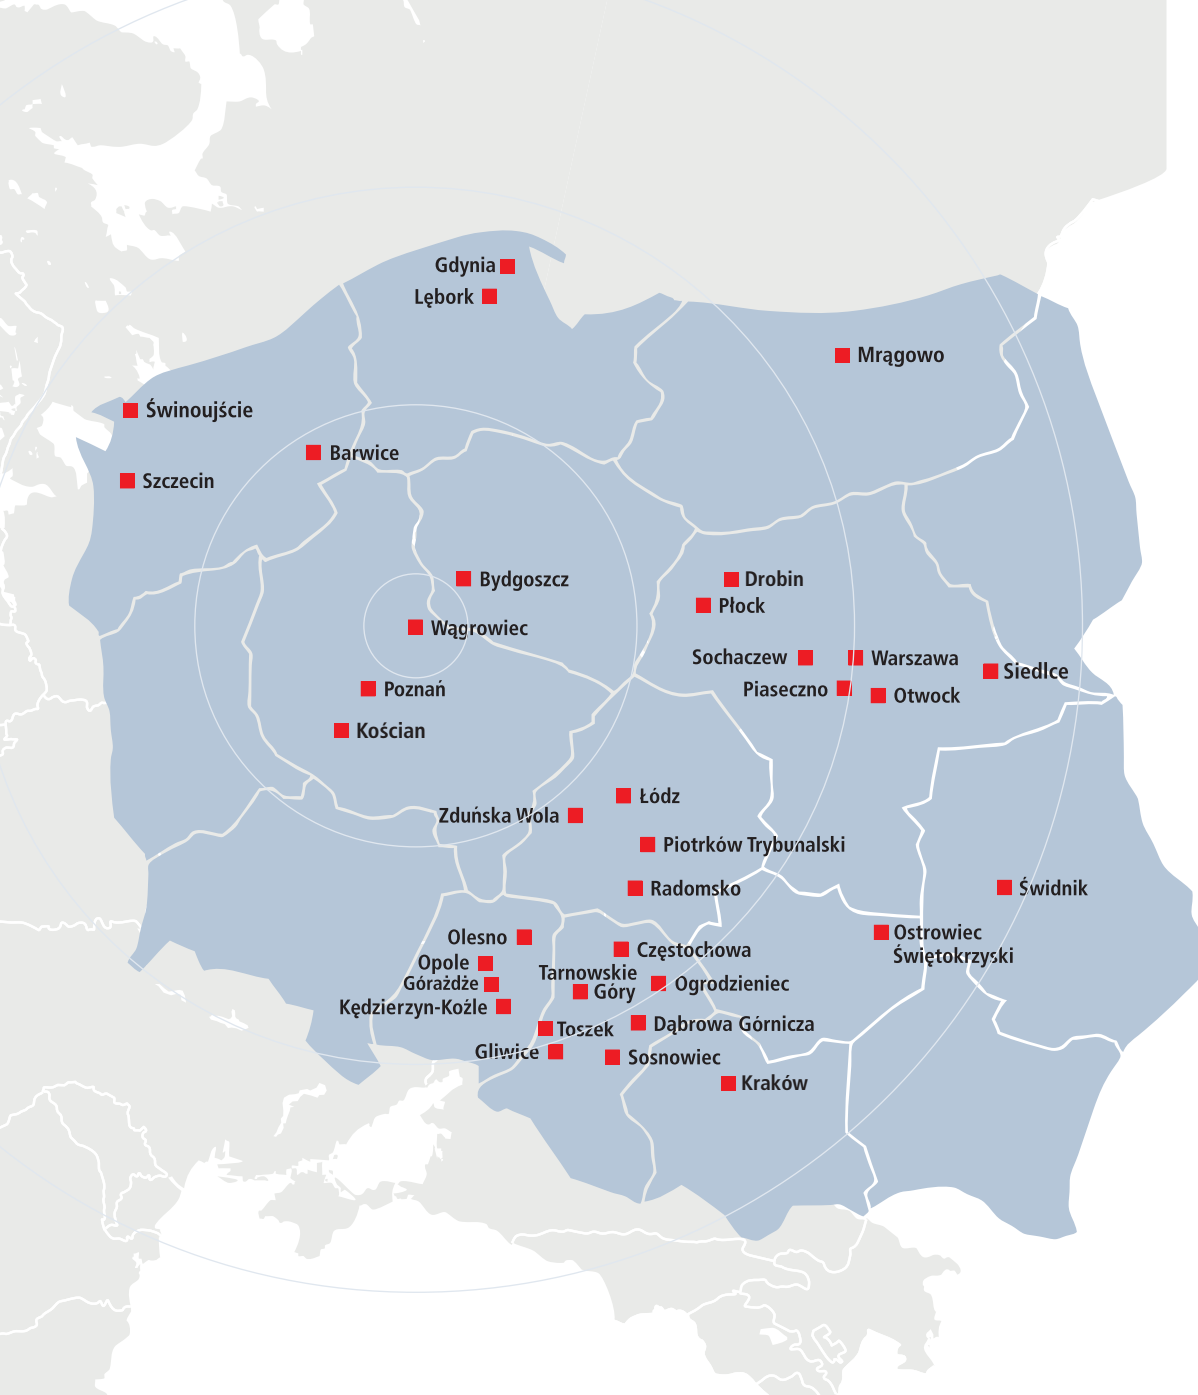 Gdynia
Lębork
Mrągowo
Świnoujście
Barwice
Szczecin
Bydgoszcz
Drobin
Płock
Wągrowiec
Sochaczew
Warszawa
Siedlce
Poznań
Piaseczno
Otwock
Kościan
Łódz
Zduńska Wola
Piotrków Trybunalski
Radomsko
Świdnik
Olesno
Ostrowiec
Świętokrzyski
Częstochowa
Opole
Tarnowskie
Góry
Górażdże
Ogrodzieniec
Kędzierzyn-Kożle
Toszek
Dąbrowa Górnicza
Gliwice
Sosnowiec
Kraków